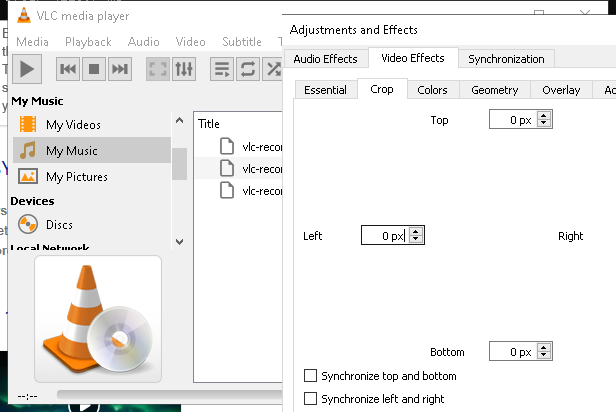 VLC media player
Media Playback Audio Video Subtitle T
My Music
My Videos
My Music
My Pictures
Devices
Discs
Local Network
Title
vlc-recor
vlc-recor
vlc-recor
--:--
Adjustments and Effects
Audio Effects Video Effects Synchronization
Essential Crop Colors Geometry Overlay
Top 0 px
Left 0 px Right
Bottom 0 px
Synchronize top and bottom
Synchronize left and right